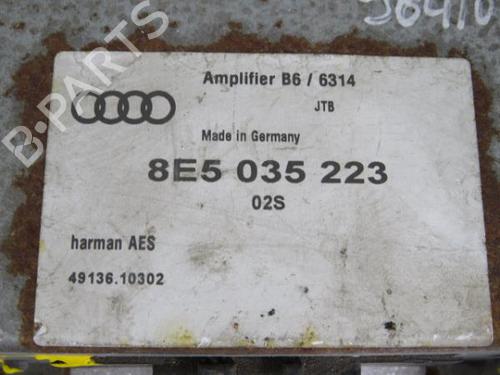 Amplifier B6 / 6314
JTB
Made in Germany
8E5 035 223
02S
harman AES
49136.10302
B-PARTS